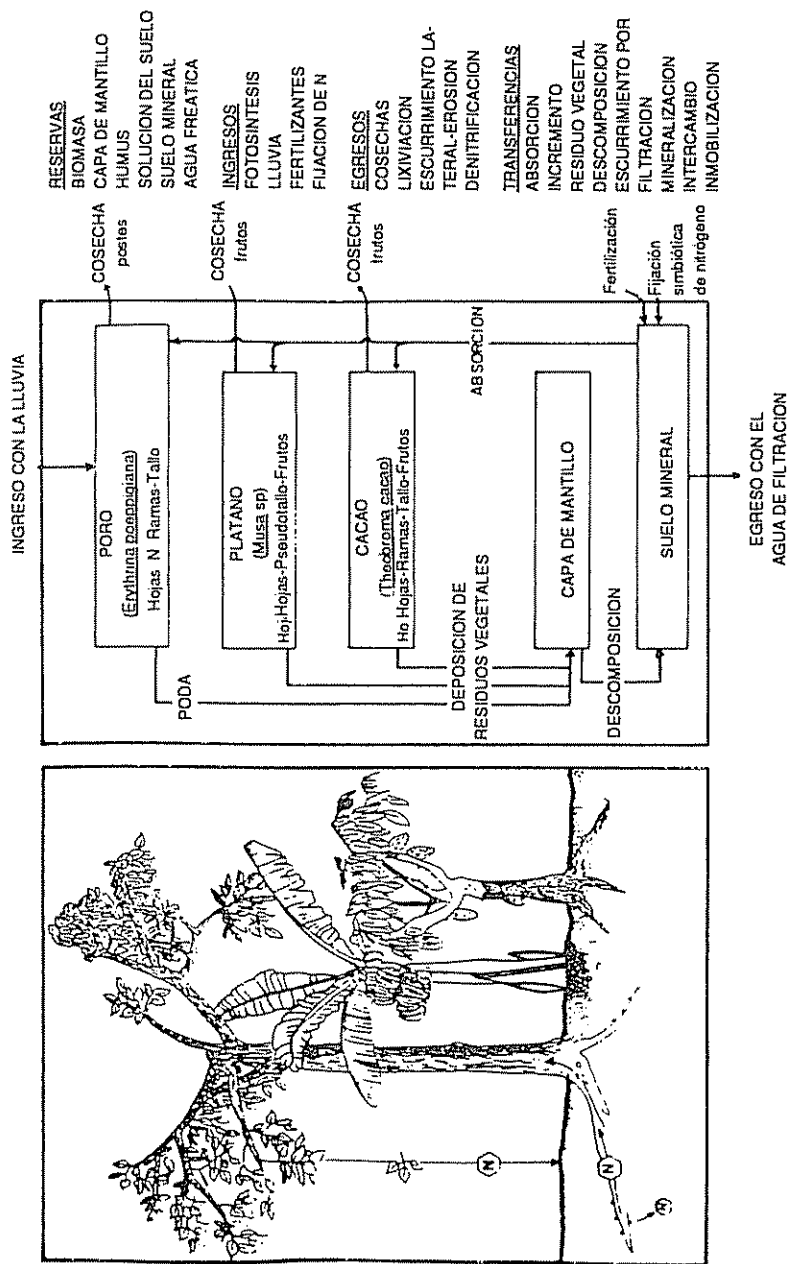 INGRESO CON LA LLUVIA
PORO
(Erythrina poeppigiana)
Hojas N Ramas-Tallo
PLATANO
(Musa sp)
Hoj.Hojas-Pseudotallo-Frutos
CACAO
(Theobroma cacao)
Ho Hojas-Ramas-Tallo-Frutos
CAPA DE MANTILLO
SUELO MINERAL
PODA
DEPOSICION DE
RESIDUOS VEGETALES
DESCOMPOSICION
ABSORCION
COSECHA
postes
COSECHA
frutos
COSECHA
frutos
Fertilización
Fijación
simbiótica
de nitrógeno
EGRESO CON EL
AGUA DE FILTRACION
RESERVAS
BIOMASA
CAPA DE MANTILLO
HUMUS
SOLUCION DEL SUELO
SUELO MINERAL
AGUA FREATICA
INGRESOS
FOTOSINTESIS
LLUVIA
FERTILIZANTES
FIJACION DE N
EGRESOS
COSECHAS
LIXIVIACION
ESCURRIMIENTO LA-
TERAL-EROSION
DENITRIFICACION
TRANSFERENCIAS
ABSORCION
INCREMENTO
RESIDUO VEGETAL
DESCOMPOSICION
ESCURRIMIENTO POR
FILTRACION
MINERALIZACION
INTERCAMBIO
INMOBILIZACION
N
N
N